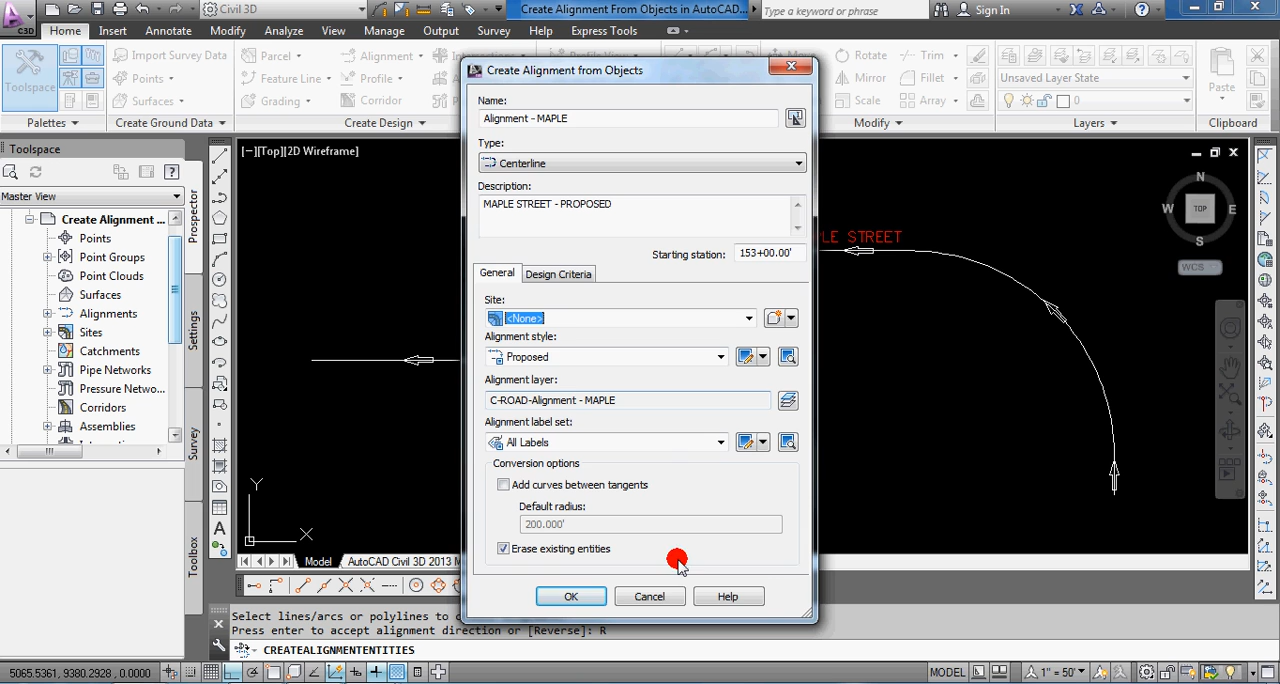 Civil 3D
Create Alignment From Objects in AutoCAD...
Type a keyword or phrase
Sign In
C3D
Home
Insert
Annotate
Modify
Analyze
View
Manage
Output
Survey
Help
Express Tools
Toolspace
Import Survey Data
Points
Surfaces
Parcel
Feature Line
Grading
Alignment
Profile
Corridor
Rotate
Mirror
Scale
Trim
Fillet
Array
Unsaved Layer State
0
Paste
Palettes
Create Ground Data
Create Design
Modify
Layers
Clipboard
Toolspace
Master View
Create Alignment ...
Points
Point Groups
Point Clouds
Surfaces
Alignments
Sites
Catchments
Pipe Networks
Pressure Networ...
Corridors
Assemblies
Prospector
Settings
Survey
Toolbox
[−][Top][2D Wireframe]
Create Alignment from Objects
Name:
Alignment - MAPLE
Type:
Centerline
Description:
MAPLE STREET - PROPOSED
Starting station:
153+00.00'
General
Design Criteria
Site:
<None>
Alignment style:
Proposed
Alignment layer:
C-ROAD-Alignment - MAPLE
Alignment label set:
All Labels
Conversion options
Add curves between tangents
Default radius:
200.000'
Erase existing entities
OK
Cancel
Help
PLE STREET
N
W
TOP
E
S
WCS
Y
X
Model
AutoCAD Civil 3D 2013 M
Select lines/arcs or polylines to c
Press enter to accept alignment direction or [Reverse]: R
CREATEALIGNMENTENTITIES
5065.5361, 9380.2928, 0.0000
MODEL
1" = 50'